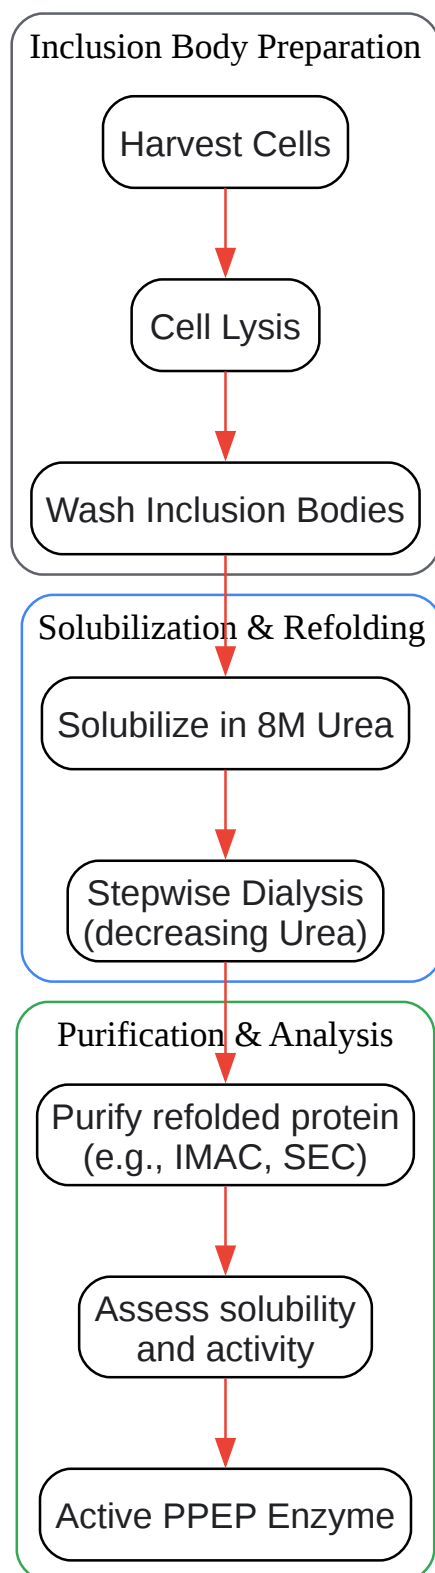 Inclusion Body Preparation
Harvest Cells
Cell Lysis
Wash Inclusion Bodies
Solubilization & Refolding
Solubilize in 8M Urea
Stepwise Dialysis
(decreasing Urea)
Purification & Analysis
Purify refolded protein
(e.g., IMAC, SEC)
Assess solubility
and activity
Active PPEP Enzyme